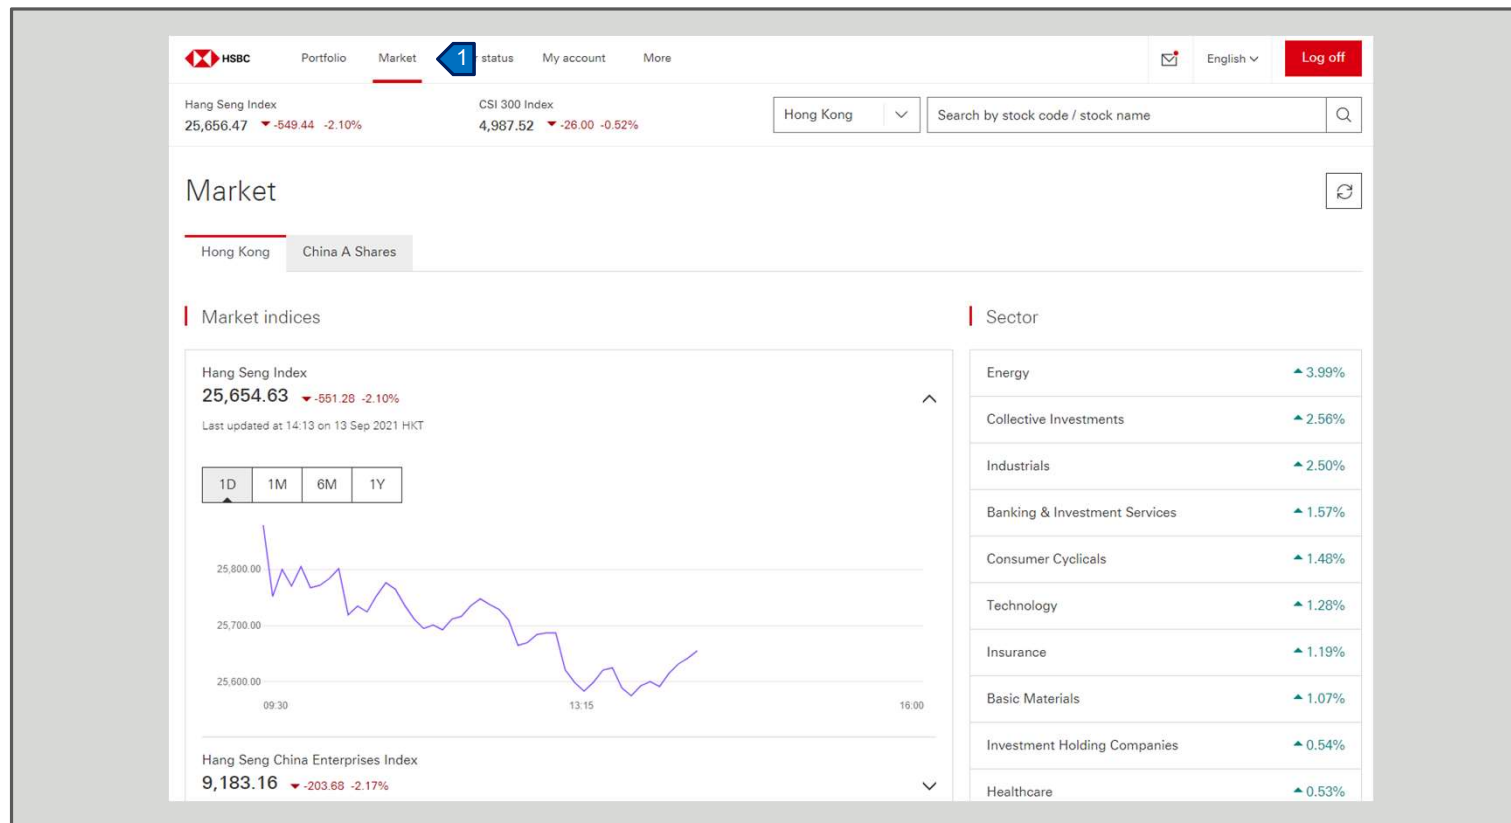 HSBC Portfolio Market 1 status My account More English Log off
Hang Seng Index
25,656.47 -549.44 -2.10%
CSI 300 Index
4,987.52 -26.00 -0.52%
Hong Kong
Search by stock code / stock name
Market
Hong Kong China A Shares
Market indices
Hang Seng Index
25,654.63 -551.28 -2.10%
Last updated at 14:13 on 13 Sep 2021 HKT
1D 1M 6M 1Y
25,800.00
25,700.00
25,600.00
09:30 13:15 16:00
Hang Seng China Enterprises Index
9,183.16 -203.68 -2.17%
Sector
Energy 3.99%
Collective Investments 2.56%
Industrials 2.50%
Banking & Investment Services 1.57%
Consumer Cyclicals 1.48%
Technology 1.28%
Insurance 1.19%
Basic Materials 1.07%
Investment Holding Companies 0.54%
Healthcare 0.53%